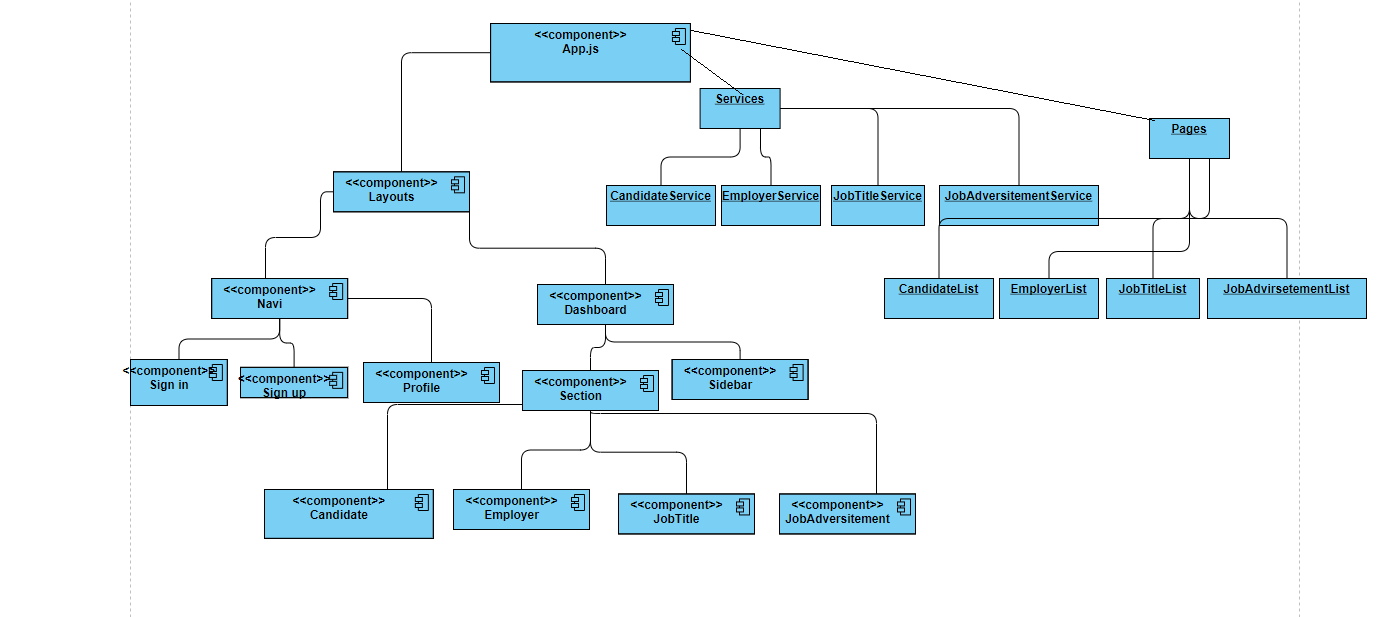 <<component>>
App.js
Services
Pages
<<component>>
Layouts
CandidateService
EmployerService
JobTitleService
JobAdversitementService
<<component>>
Navi
<<component>>
Dashboard
CandidateList
EmployerList
JobTitleList
JobAdvirsetementList
<<component>>
Sign in
<<component>>
Sign up
<<component>>
Profile
<<component>>
Section
<<component>>
Sidebar
<<component>>
Candidate
<<component>>
Employer
<<component>>
JobTitle
<<component>>
JobAdversitement